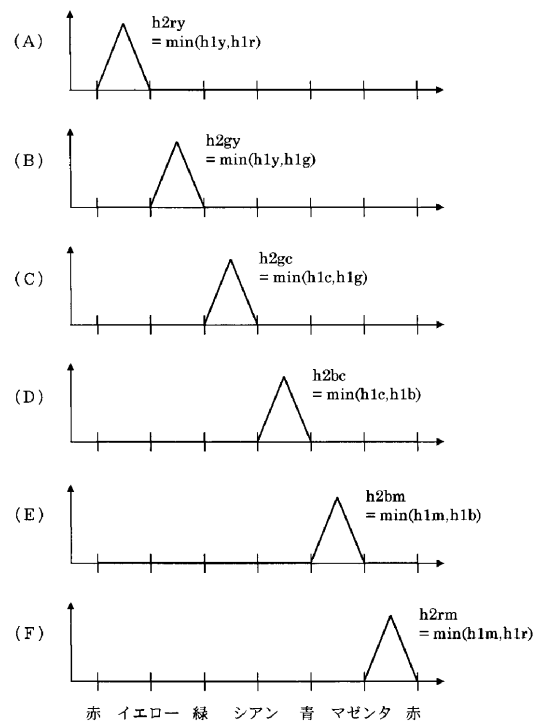 (A)
h2ry
= min(h1y,h1r)
(B)
h2gy
= min(h1y,h1g)
(C)
h2gc
= min(h1c,h1g)
(D)
h2bc
= min(h1c,h1b)
(E)
h2bm
= min(h1m,h1b)
(F)
h2rm
= min(h1m,h1r)
赤 イエロー 緑 シアン 青 マゼンタ 赤